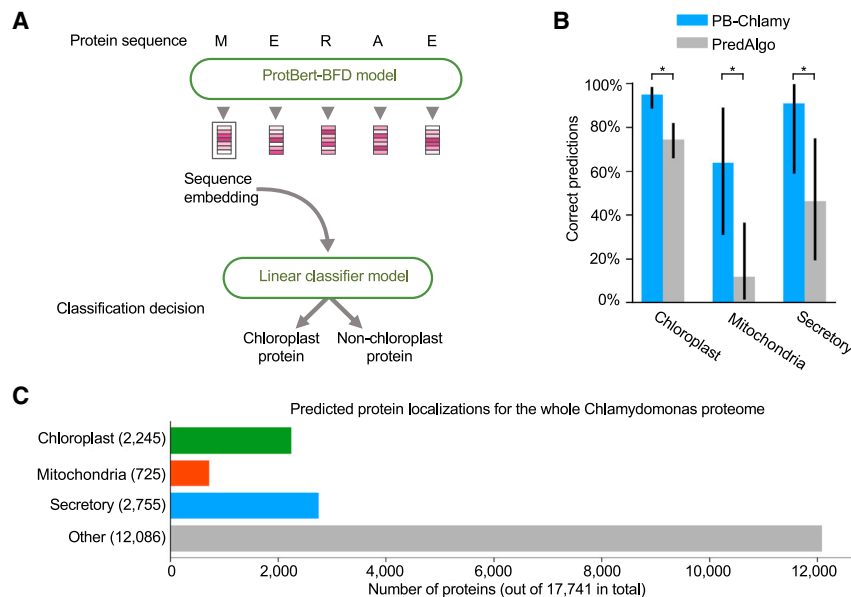 A
Protein sequence M E R A E
ProtBert-BFD model
Sequence
embedding
Linear classifier model
Classification decision
Chloroplast
protein
Non-chloroplast
protein
B
PB-Chlamy
PredAlgo
* * *
100%
80%
60%
40%
20%
0%
Correct predictions
Chloroplast
Mitochondria
Secretory
C
Predicted protein localizations for the whole Chlamydomonas proteome
Chloroplast (2,245)
Mitochondria (725)
Secretory (2,755)
Other (12,086)
0 2,000 4,000 6,000 8,000 10,000 12,000
Number of proteins (out of 17,741 in total)